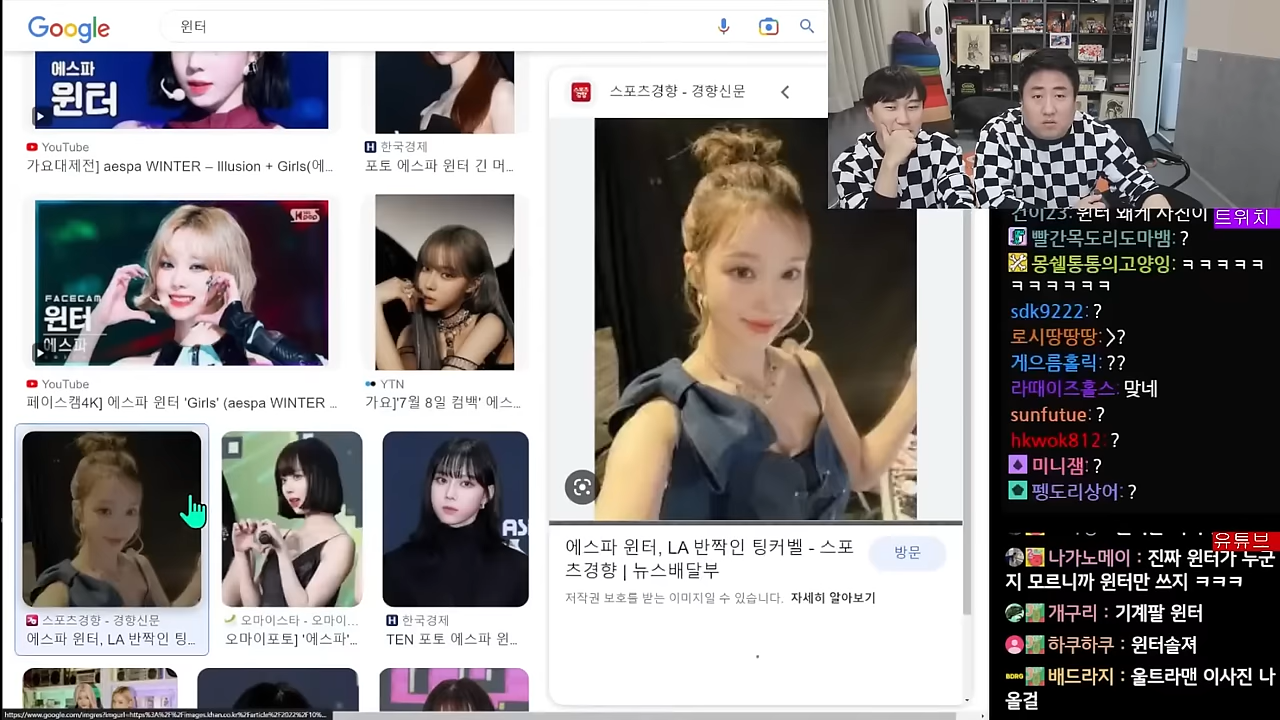 Google
윈터
에스파
윈터
YouTube
가요대제전] aespa WINTER – Illusion + Girls(에…
한국경제
포토 에스파 윈터 긴 머…
스포츠경향 - 경향신문
FACECAM
윈터
에스파
YouTube
페이스캠4K] 에스파 윈터 'Girls' (aespa WINTER …
YTN
가요]'7월 8일 컴백' 에스…
스포츠경향 - 경향신문
에스파 윈터, LA 반짝인 팅…
오마이스타 - 오마이…
오마이포토] '에스파'…
한국경제
TEN 포토 에스파 윈…
에스파 윈터, LA 반짝인 팅커벨 - 스포
츠경향 | 뉴스배달부
방문
저작권 보호를 받는 이미지일 수 있습니다. 자세히 알아보기
트위치
빨간목도리도마뱀: ?
몽쉘통통의고양잉: ㅋㅋㅋㅋㅋ
ㅋㅋㅋㅋㅋㅋ
sdk9222: ?
로시땅땅땅: >?
게으름홀릭: ??
라때이즈홀스: 맞네
sunfutue: ?
hkwok812: ?
미니잼: ?
펭도리상어: ?
유튜브
나가노메이 : 진짜 윈터가 누군
지 모르니까 윈터만 쓰지 ㅋㅋㅋ
개구리 : 기계팔 윈터
하쿠하쿠 : 윈터솔져
배드라지 : 울트라맨 이사진 나
올걸